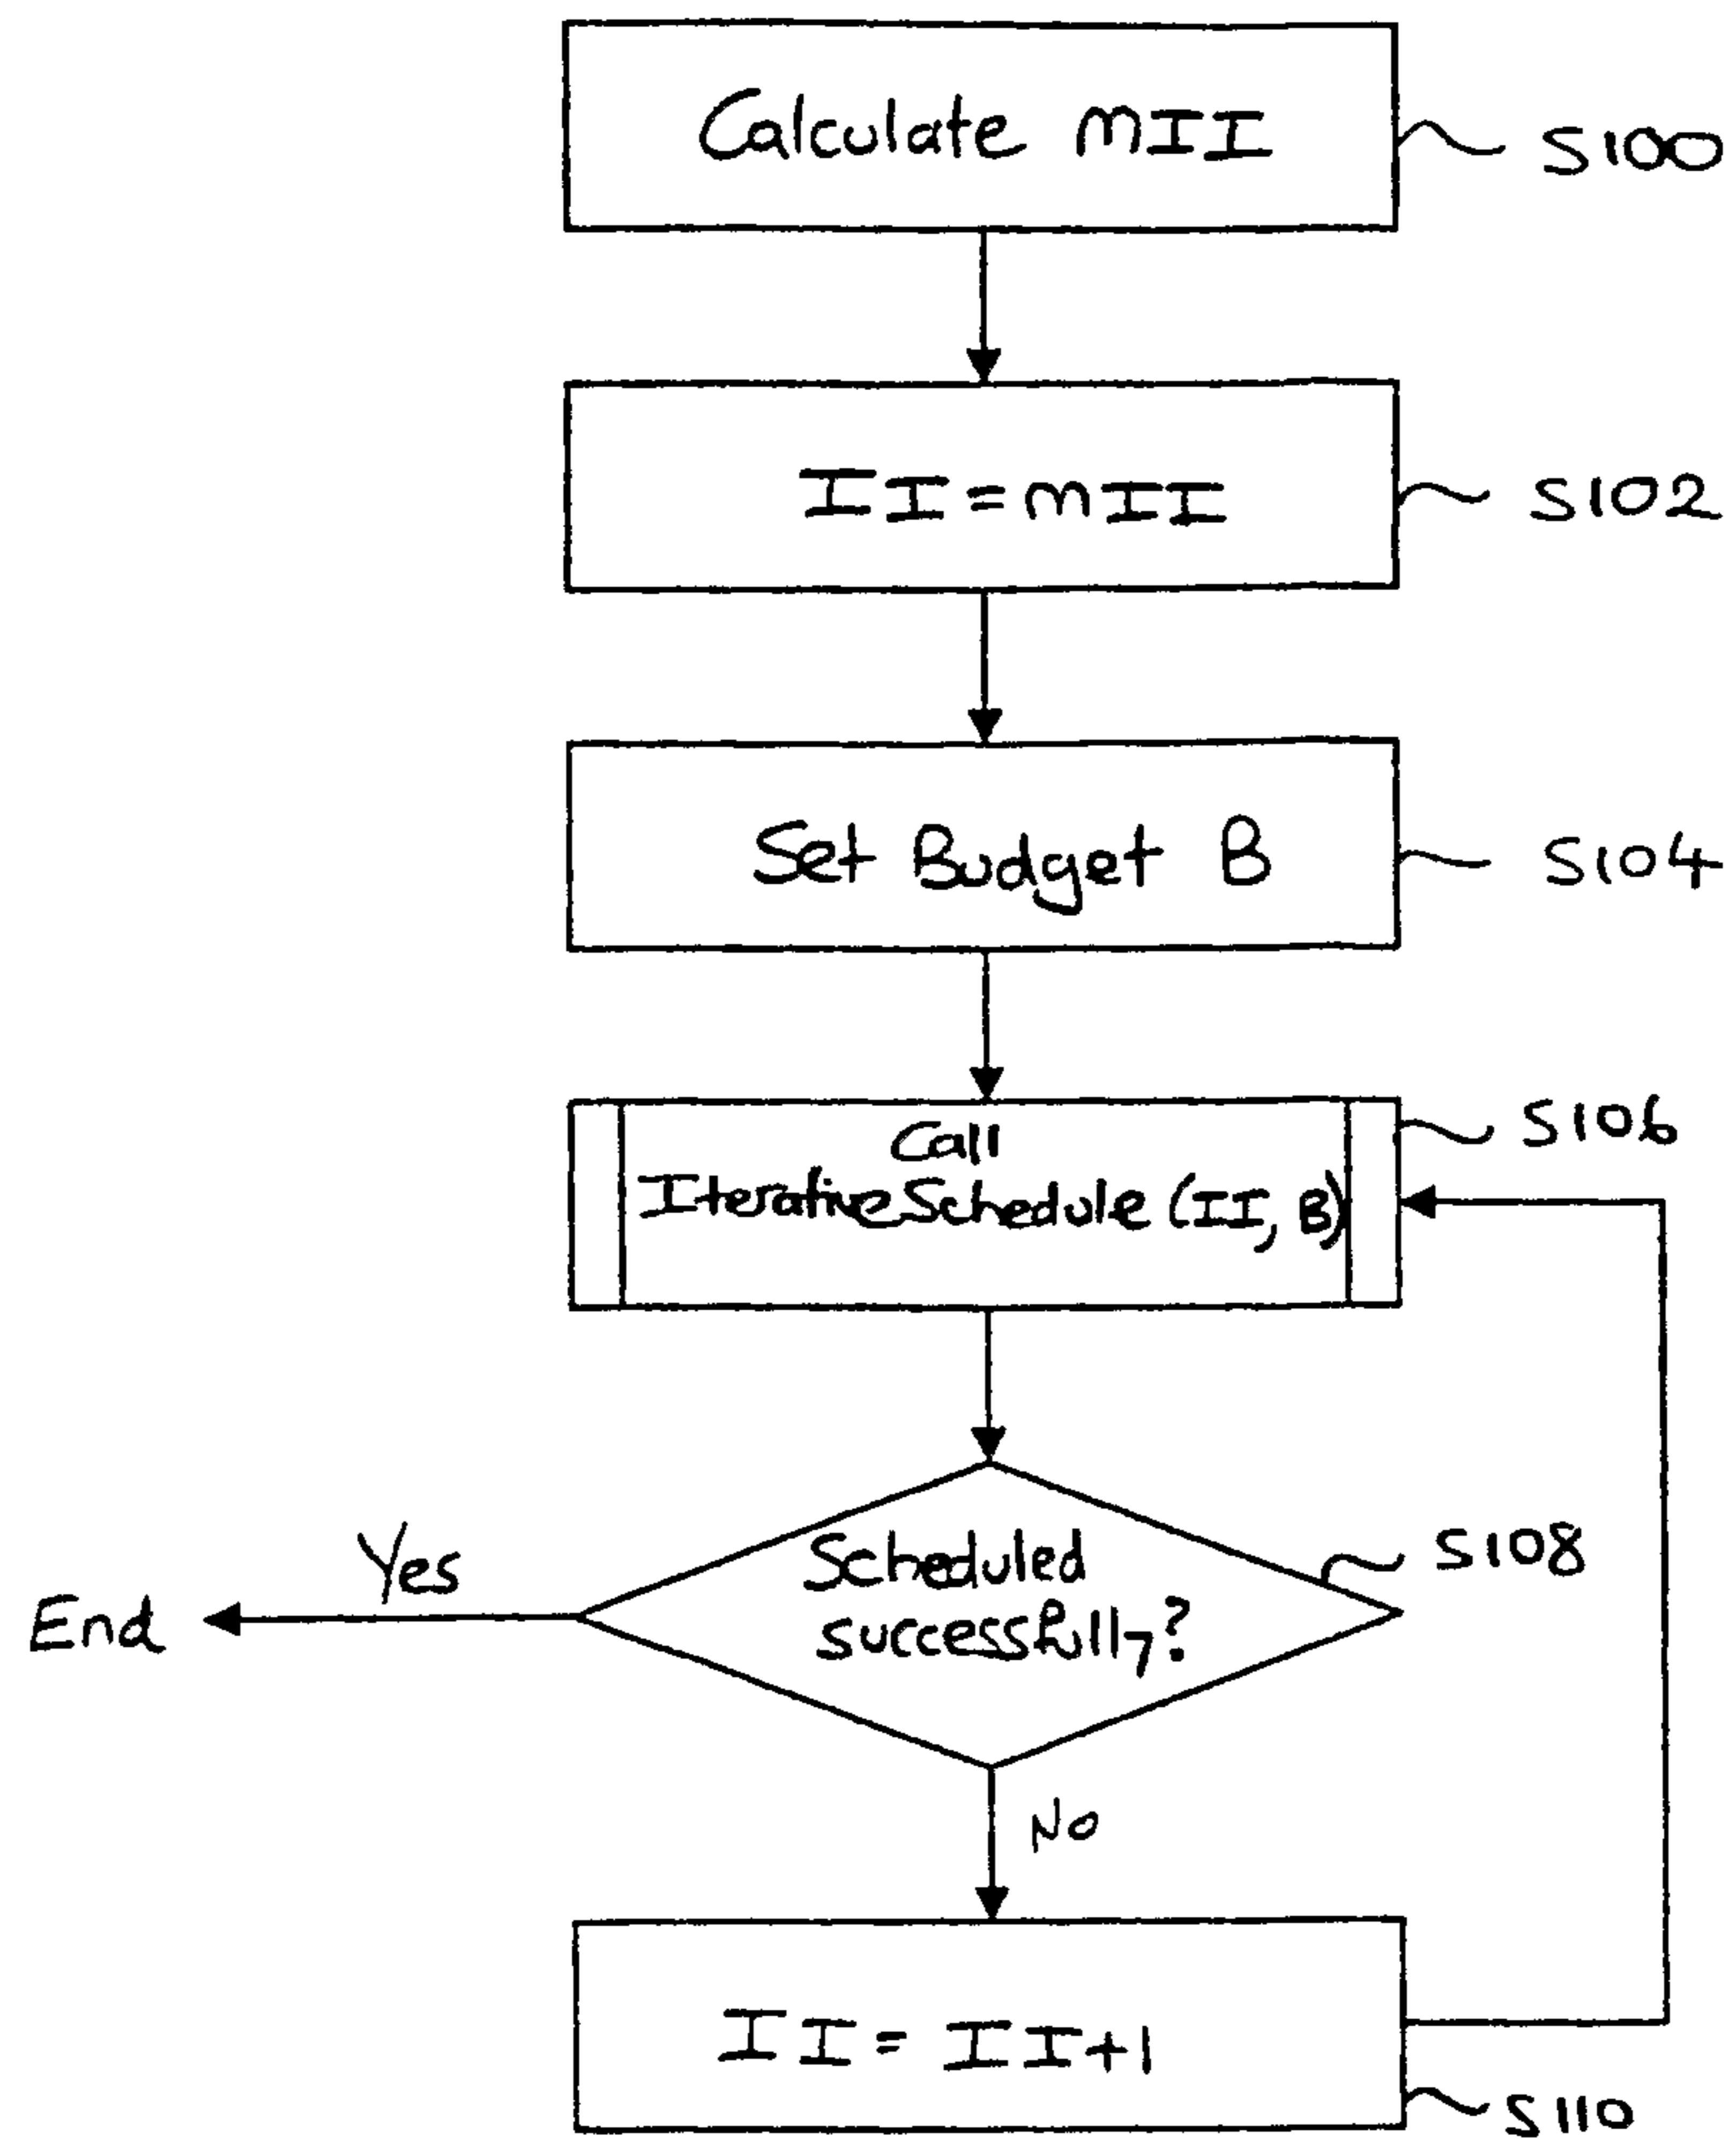 Calculate MII
S100
II=MII
S102
Set Budget B
S104
Call
IterativeSchedule (II, B)
S106
Scheduled
successfully?
S108
Yes
End
No
II = II+1
S110